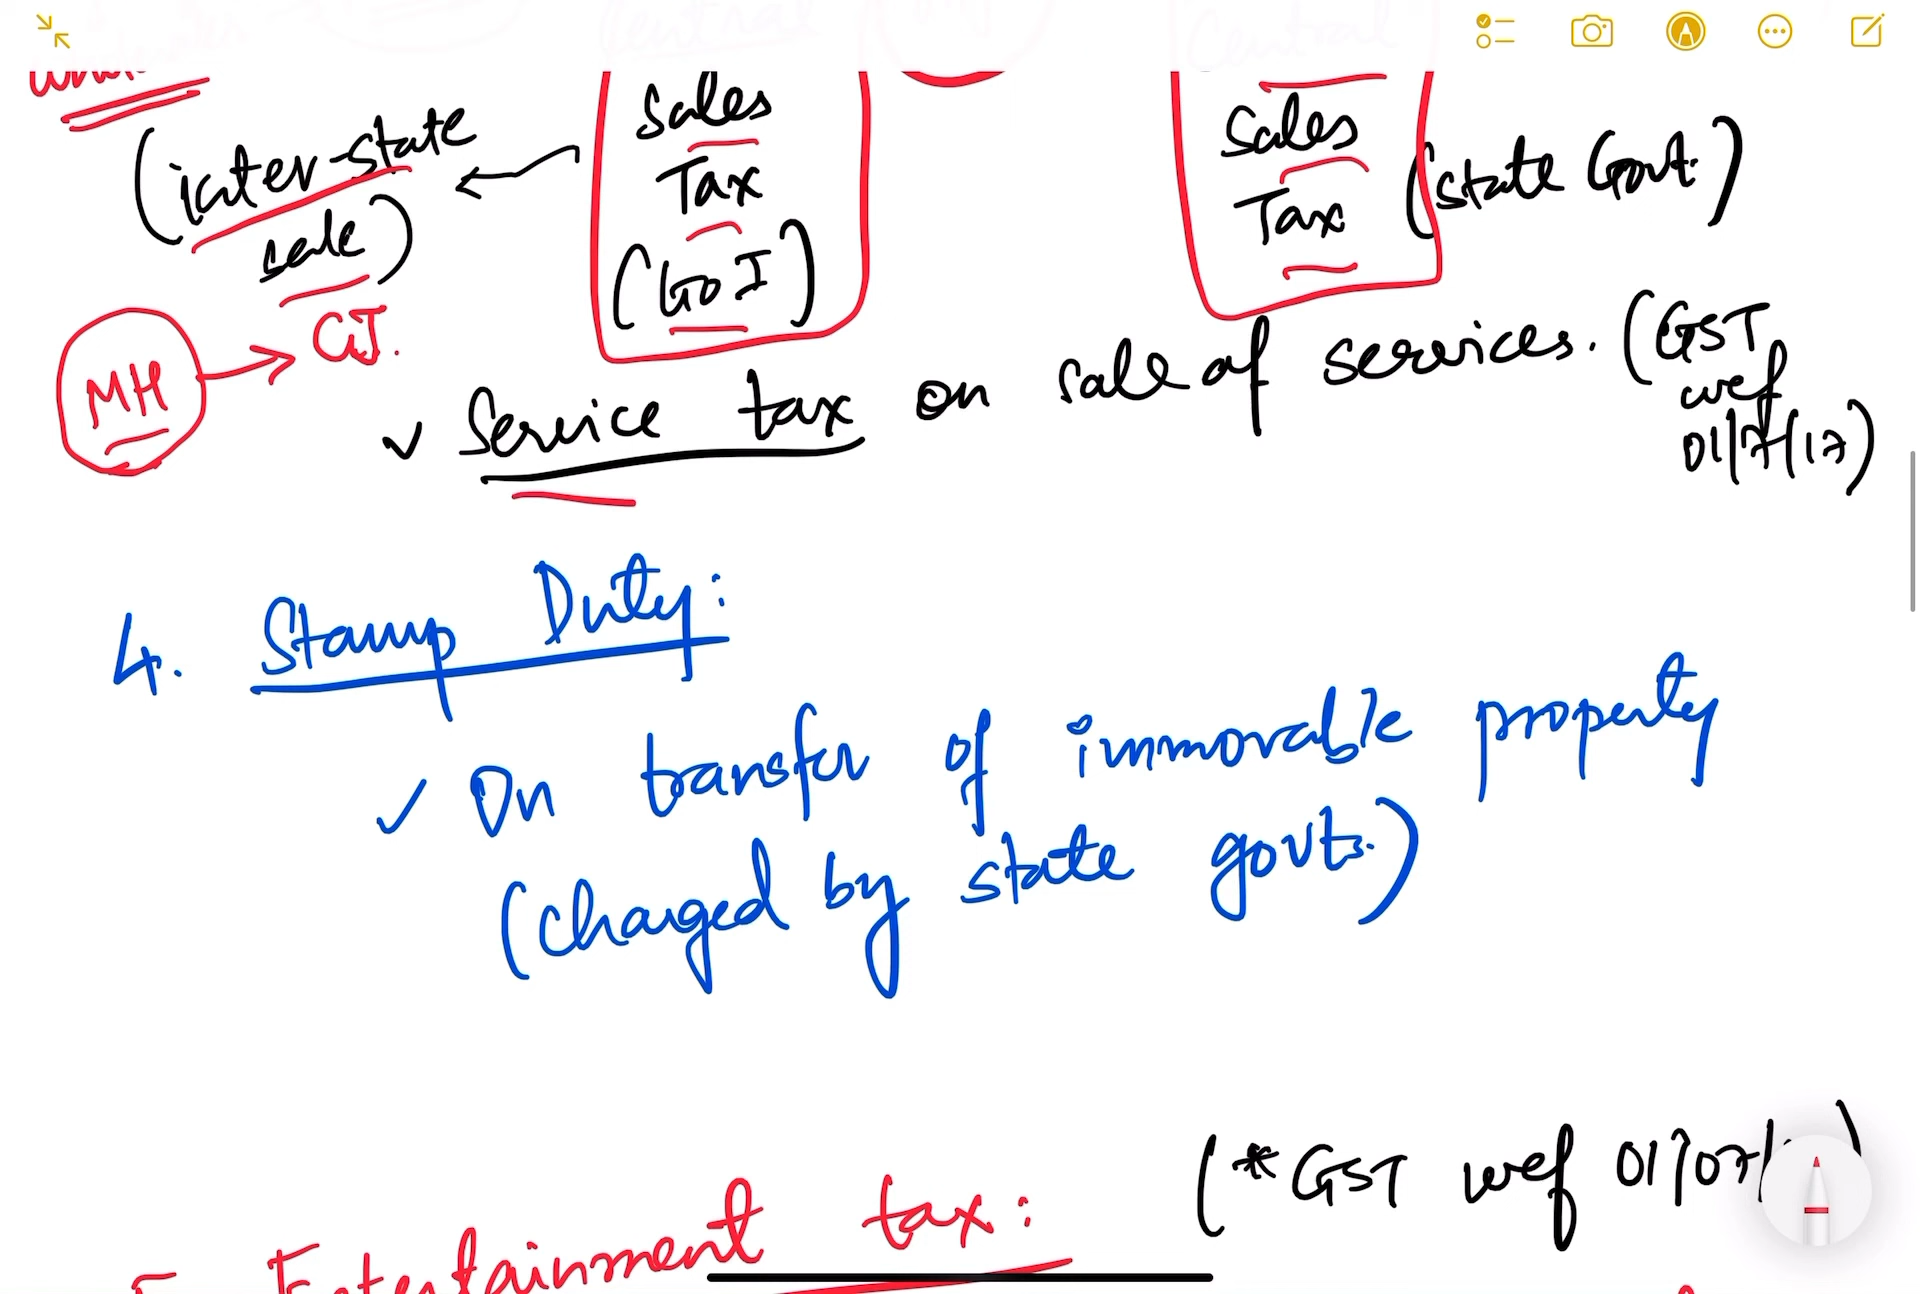 Sales
Tax
(GoI)
(inter-state
sale)
MH → GJ.
Sales
Tax (state Govt.)
✓ Service tax on sale of services. (GST
wef
01/7/17)
4. Stamp Duty:
✓ On transfer of immovable property
(charged by state govts.)
(*GST wef 01/07/
5. Entertainment tax: